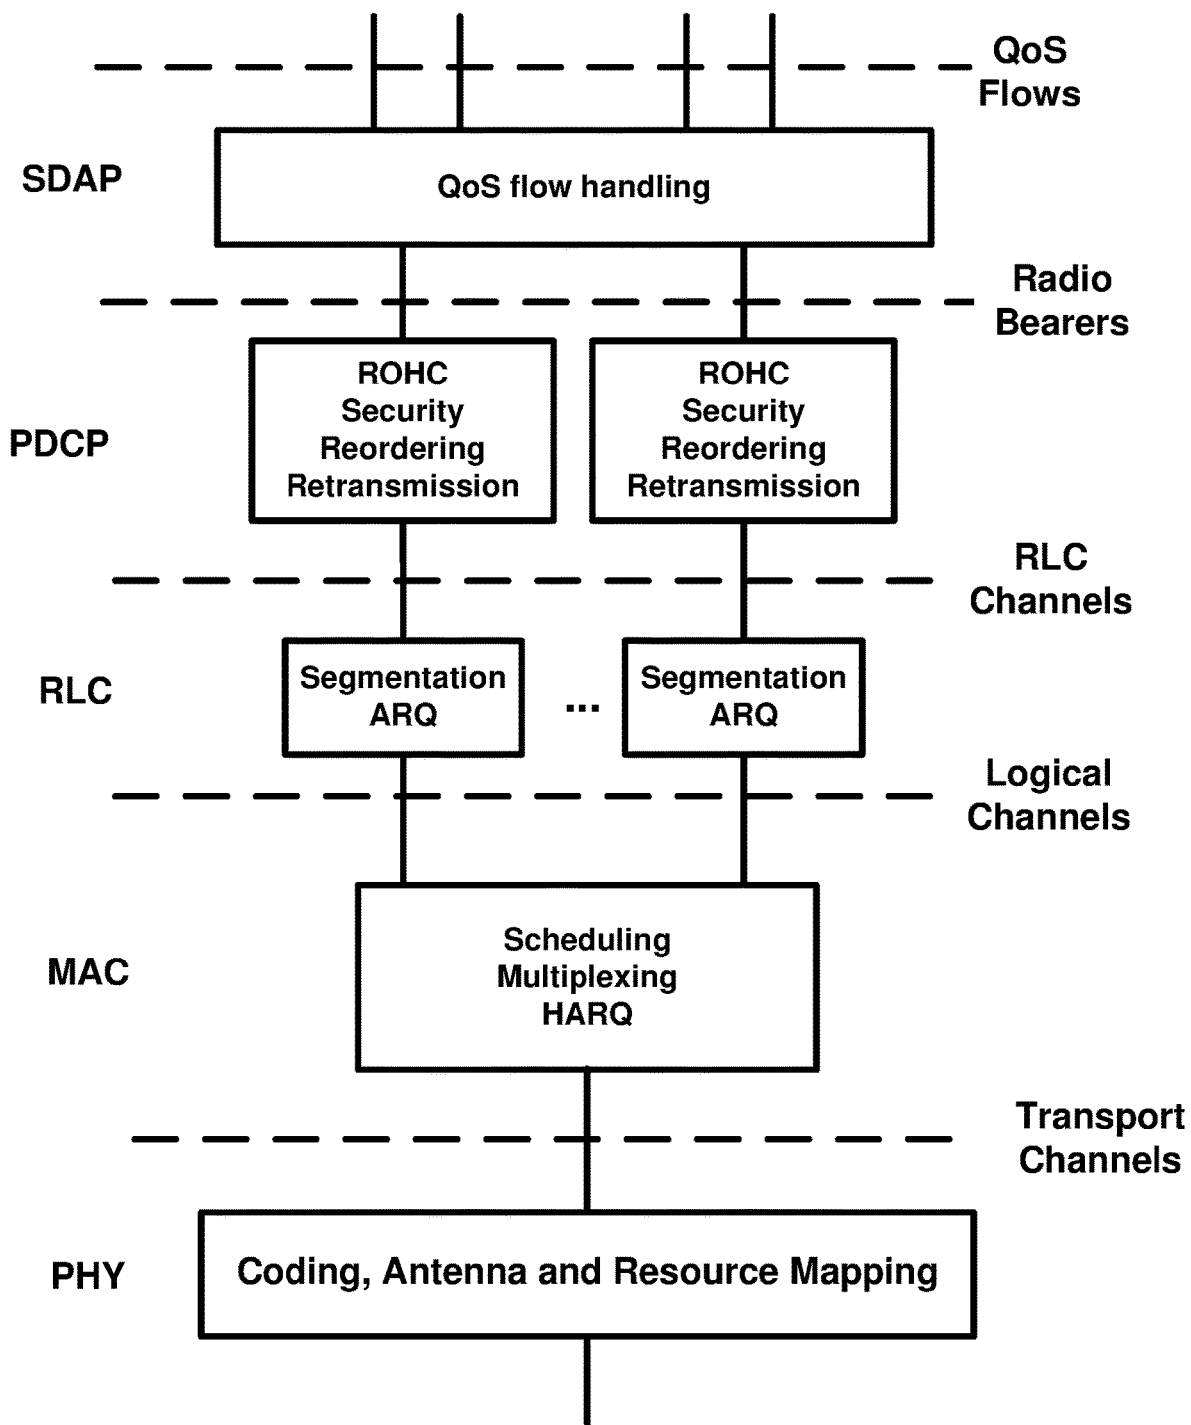 QoS
Flows
SDAP
QoS flow handling
Radio
Bearers
PDCP
ROHC
Security
Reordering
Retransmission
ROHC
Security
Reordering
Retransmission
RLC
Channels
RLC
Segmentation
ARQ
...
Segmentation
ARQ
Logical
Channels
MAC
Scheduling
Multiplexing
HARQ
Transport
Channels
PHY
Coding, Antenna and Resource Mapping